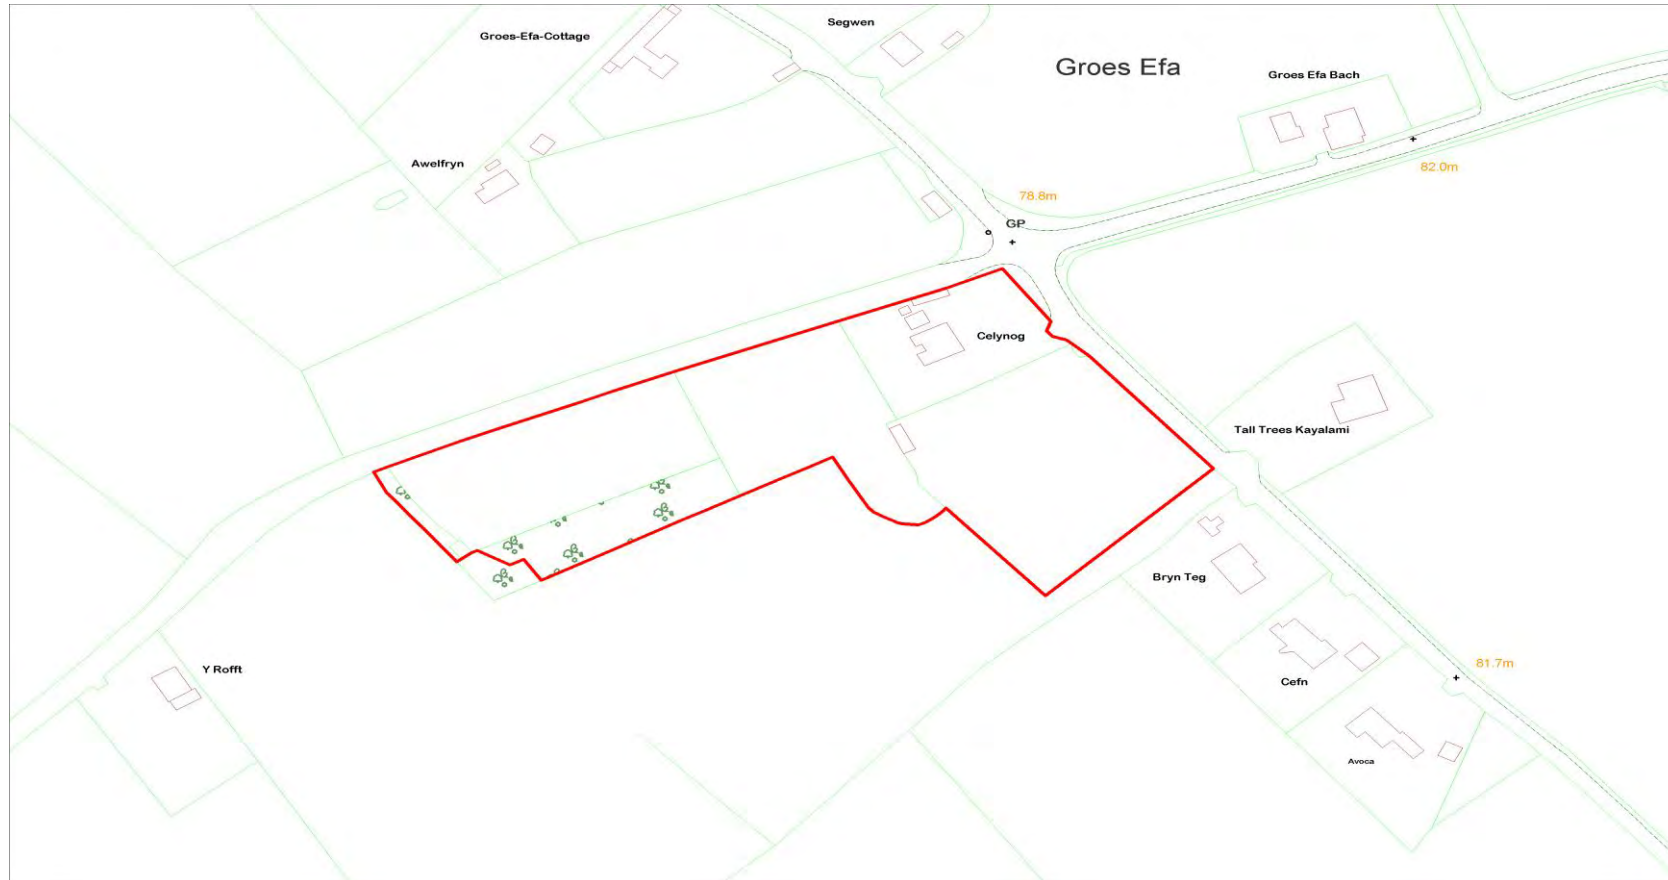 Segwen
Groes-Efa-Cottage
Groes Efa
Groes Efa Bach
Awelfryn
82.0m
78.8m
GP
Celynog
Tall Trees Kayalami
Bryn Teg
Y Rofft
81.7m
Cefn
Avoca